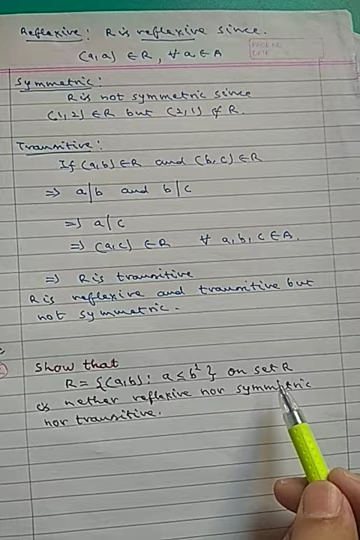 Reflexive: R is reflexive since.
(a,a) ∈ R, ∀ a ∈ A
Symmetric:
R is not symmetric since
(1,2) ∈ R but (2,1) ∉ R.
Transitive:
If (a,b) ∈ R and (b,c) ∈ R
⇒ a|b and b|c
⇒ a|c
⇒ (a,c) ∈ R ∀ a,b,c ∈ A.
⇒ R is transitive
R is reflexive and transitive but
not symmetric.
Show that
R = {(a,b): a ≤ b²} on set R
is nether reflexive nor symmetric
nor transitive.